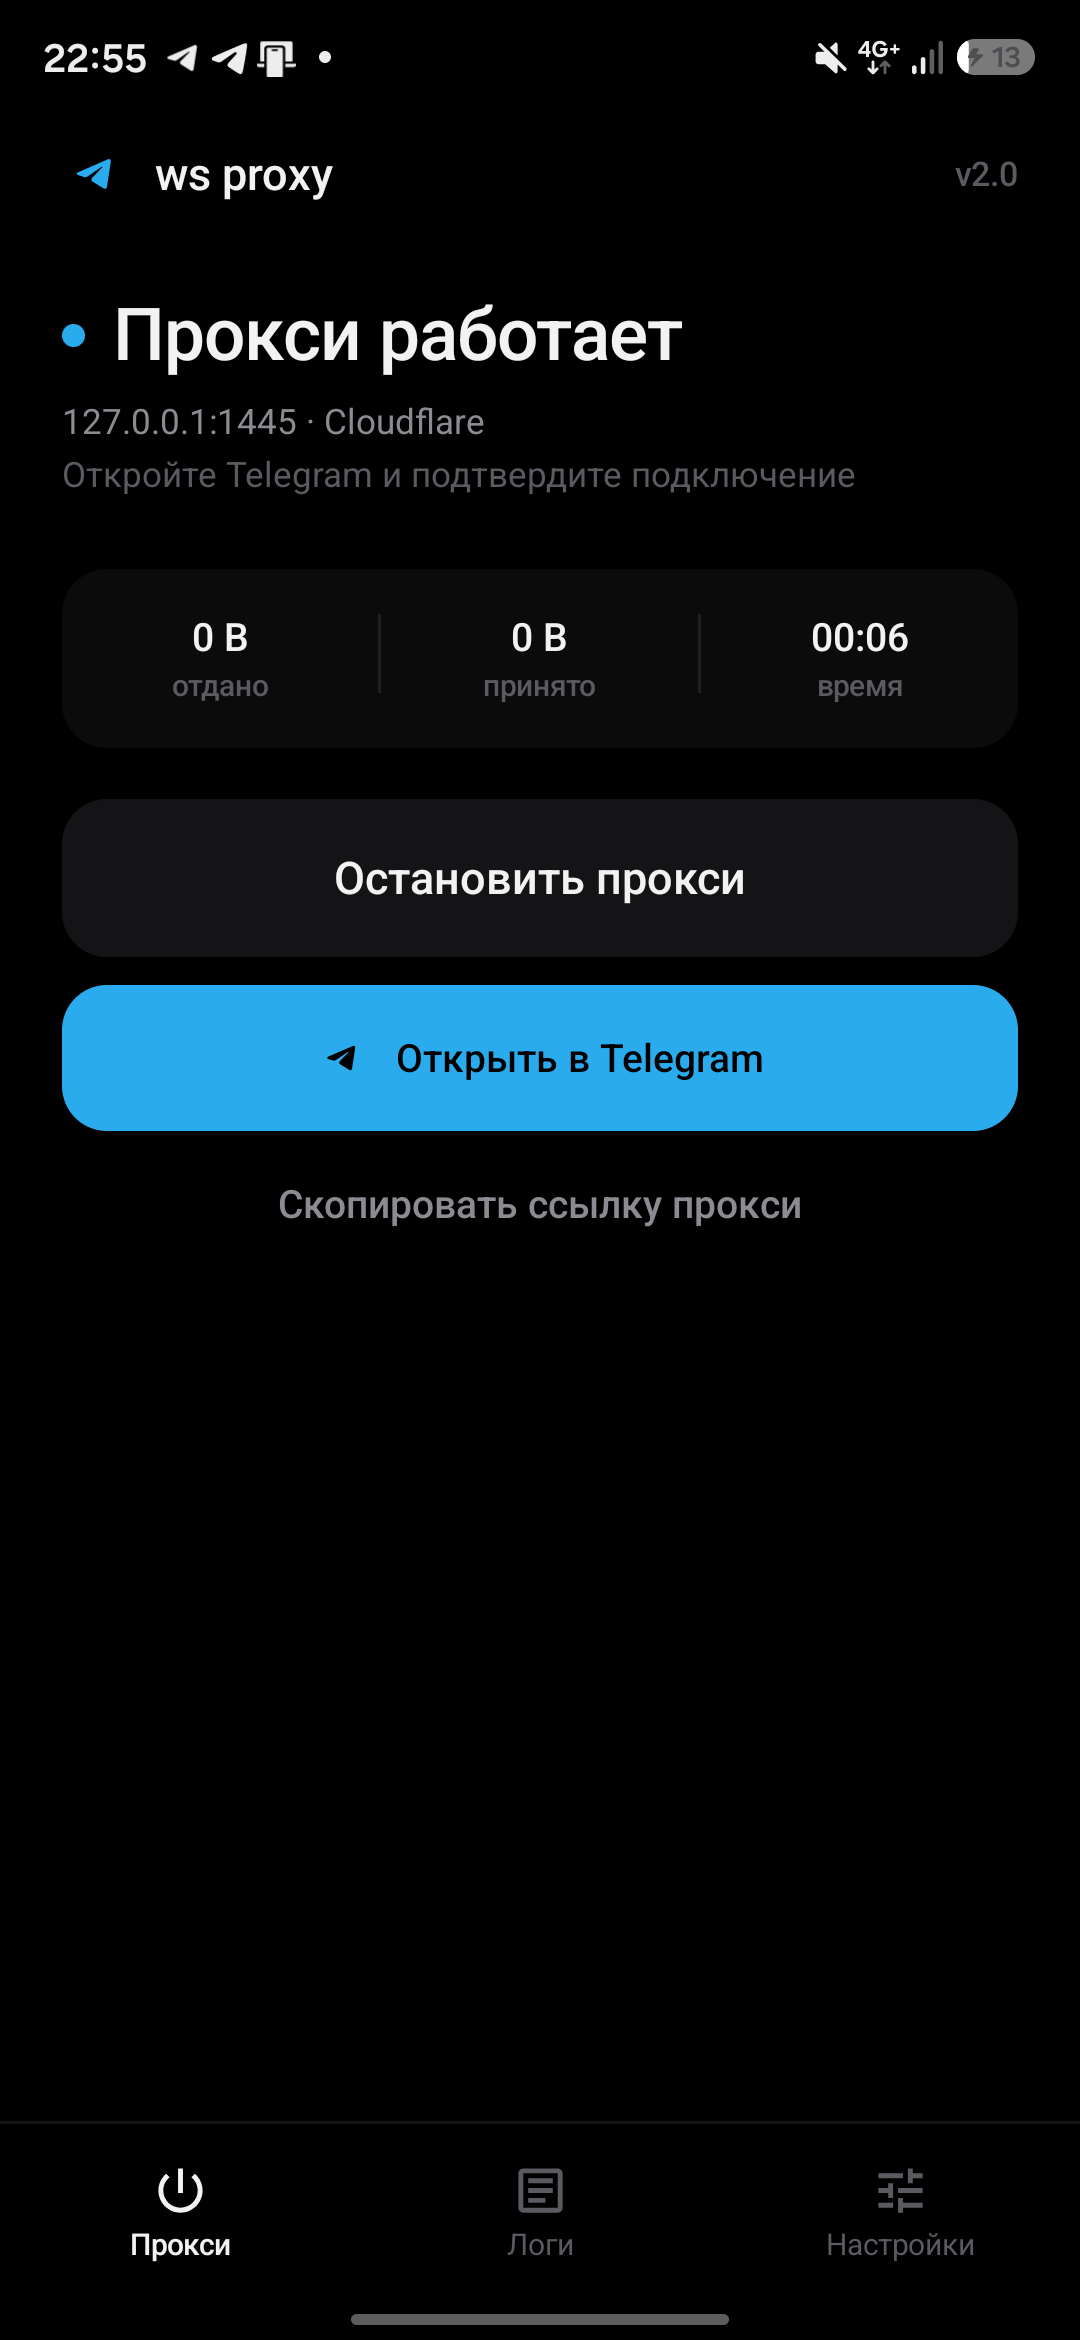 22:55
4G+
13
ws proxy
v2.0
Прокси работает
127.0.0.1:1445 · Cloudflare
Откройте Telegram и подтвердите подключение
0 B
0 B
00:06
отдано
принято
время
Остановить прокси
Открыть в Telegram
Скопировать ссылку прокси
Прокси
Логи
Настройки